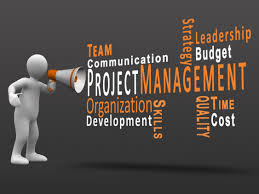 TEAM
Communication
PROJECT MANAGEMENT
Organization
Development
SKILLS
Strategy
Leadership
Budget
QUALITY
TIME
Cost